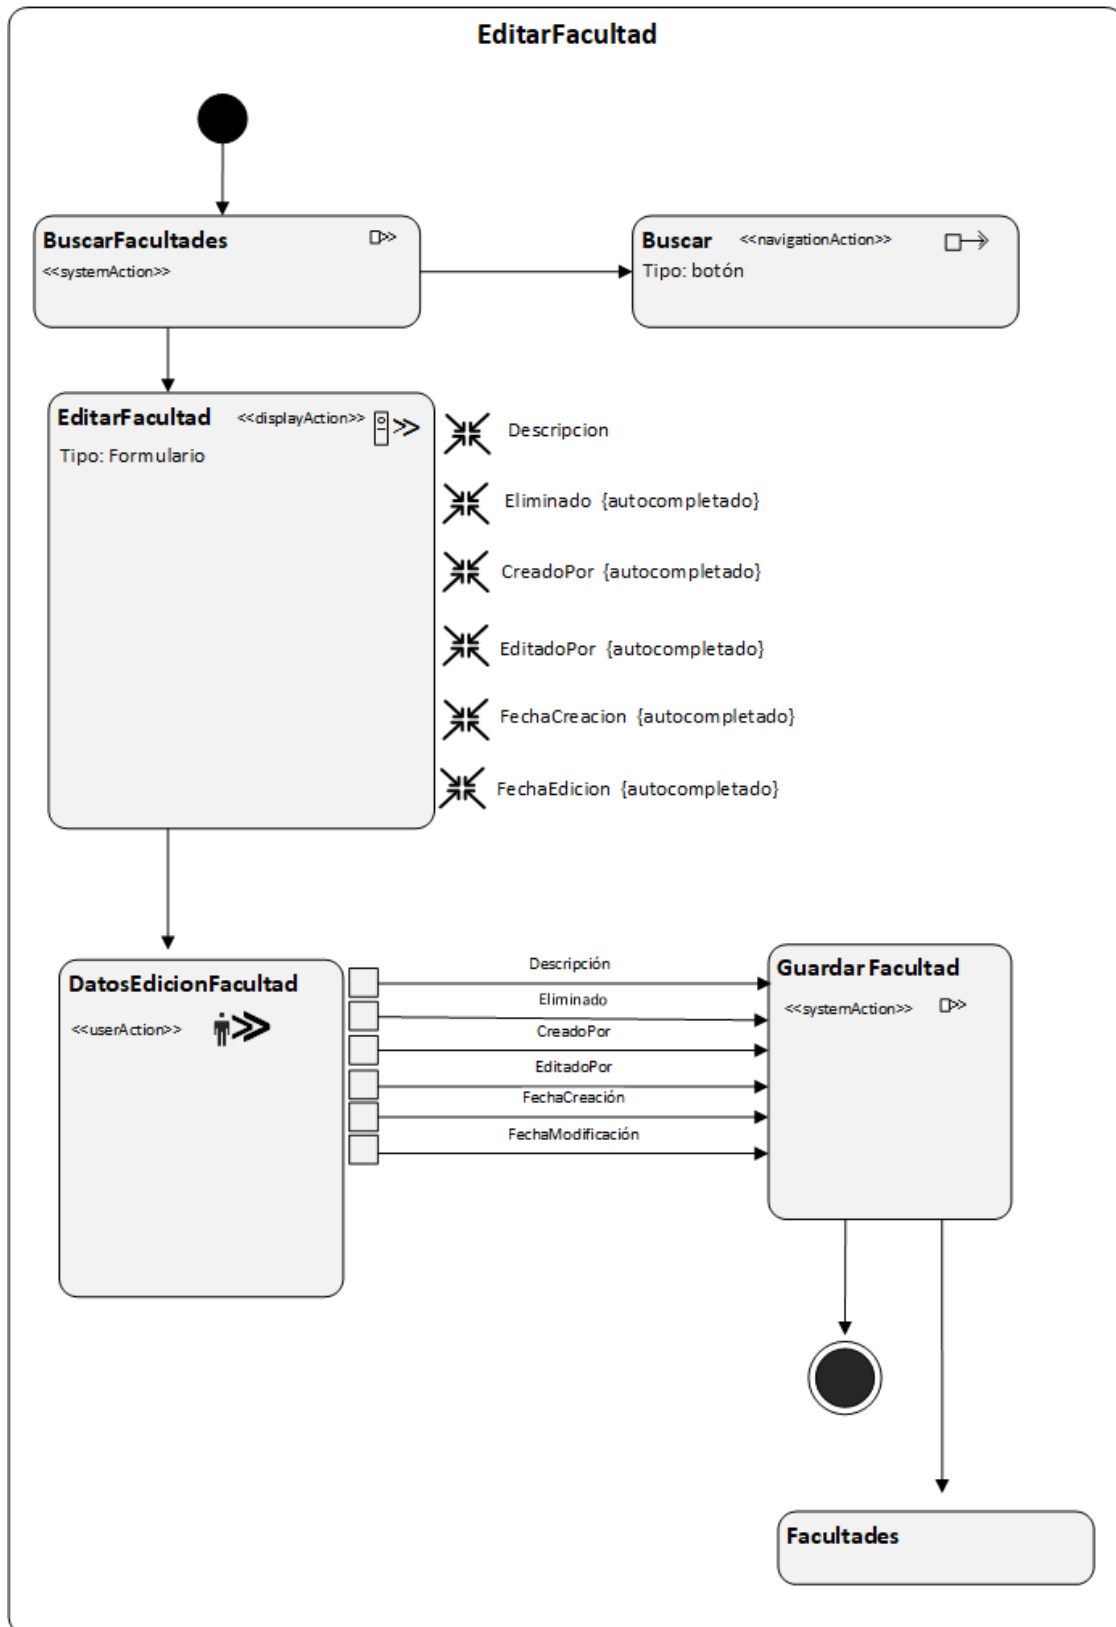 EditarFacultad
BuscarFacultades
<<systemAction>>
Buscar <<navigationAction>>
Tipo: botón
EditarFacultad <<displayAction>>
Tipo: Formulario
Descripcion
Eliminado {autocompletado}
CreadoPor {autocompletado}
EditadoPor {autocompletado}
FechaCreacion {autocompletado}
FechaEdicion {autocompletado}
DatosEdicionFacultad
<<userAction>>
Descripción
Eliminado
CreadoPor
EditadoPor
FechaCreación
FechaModificación
Guardar Facultad
<<systemAction>>
Facultades